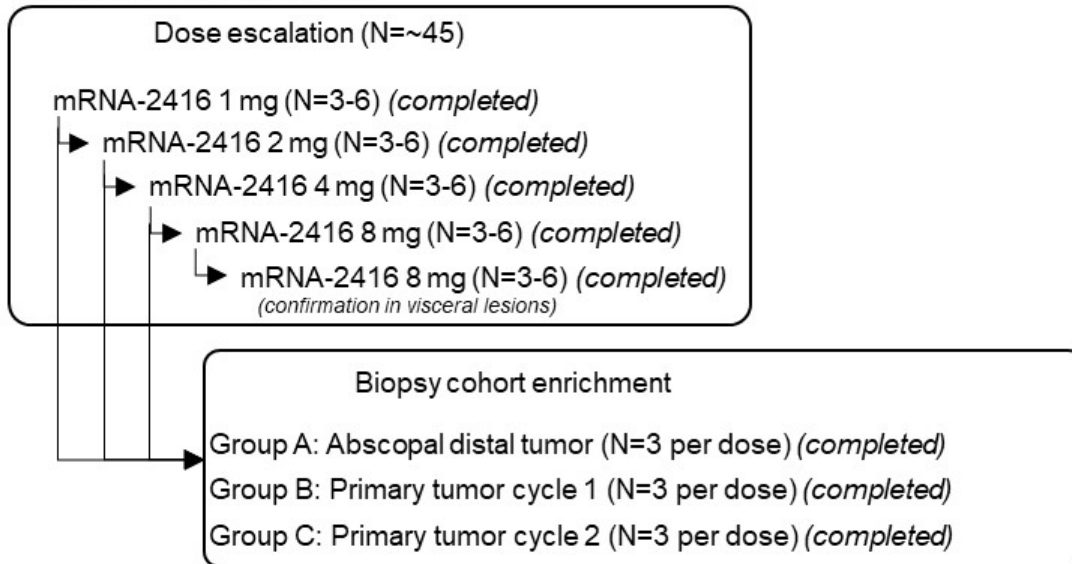 Dose escalation (N=~45)
mRNA-2416 1 mg (N=3-6) (completed)
mRNA-2416 2 mg (N=3-6) (completed)
mRNA-2416 4 mg (N=3-6) (completed)
mRNA-2416 8 mg (N=3-6) (completed)
mRNA-2416 8 mg (N=3-6) (completed)
(confirmation in visceral lesions)
Biopsy cohort enrichment
Group A: Abscopal distal tumor (N=3 per dose) (completed)
Group B: Primary tumor cycle 1 (N=3 per dose) (completed)
Group C: Primary tumor cycle 2 (N=3 per dose) (completed)